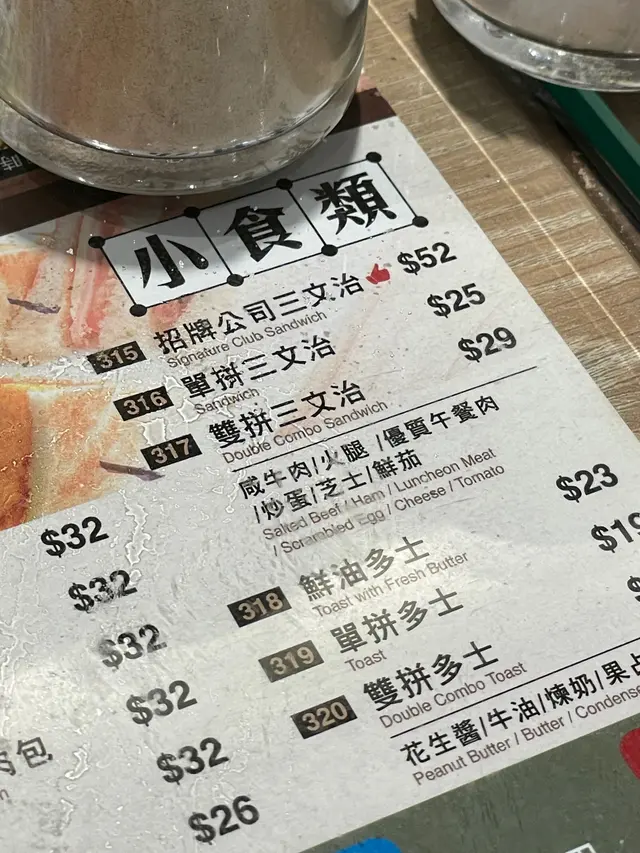 小食類
315 招牌公司三文治 $52
Signature Club Sandwich
316 單拼三文治 $25
Sandwich
317 雙拼三文治 $29
Double Combo Sandwich
咸牛肉/火腿/優質午餐肉
/炒蛋/芝士/鮮茄
Salted Beef / Ham / Luncheon Meat
/ Scrambled Egg / Cheese / Tomato
318 鮮油多士 $23
Toast with Fresh Butter
319 單拼多士 $19
Toast
320 雙拼多士
Double Combo Toast
花生醬/牛油/煉奶/果占
Peanut Butter / Butter / Condense
$32
$32
$32
$32
包 $32
$26